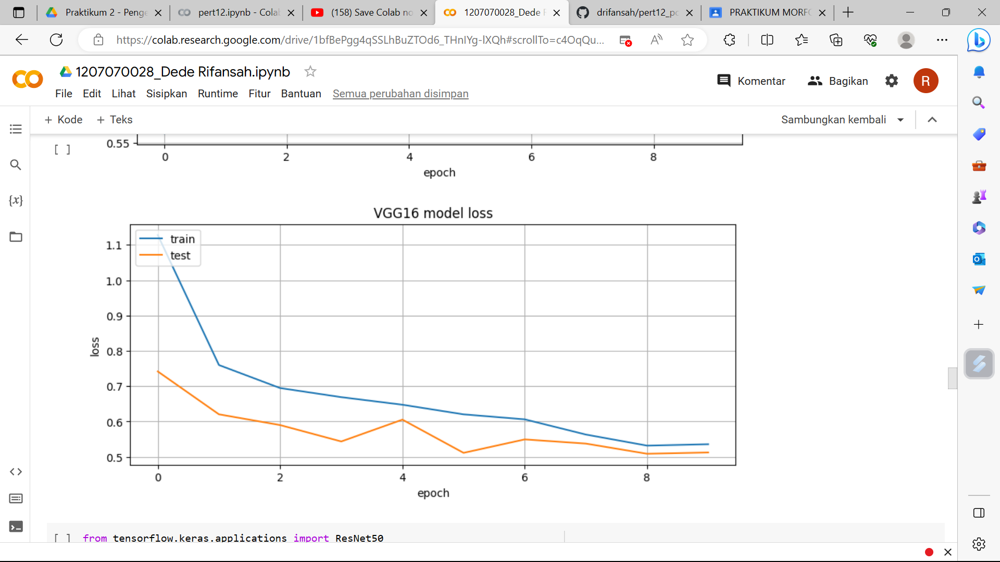 Praktikum 2 - Penge
pert12.ipynb - Colab
(158) Save Colab no
1207070028_Dede R
drifansah/pert12_pc
PRAKTIKUM MORFO
https://colab.research.google.com/drive/1bfBePgg4qSSLhBuZTOd6_THnIYg-lXQh#scrollTo=c4OqQu...
1207070028_Dede Rifansah.ipynb
Komentar
Bagikan
R
File Edit Lihat Sisipkan Runtime Fitur Bantuan Semua perubahan disimpan
+ Kode + Teks
Sambungkan kembali
[ ]
0.55
0 2 4 6 8
epoch
VGG16 model loss
train
test
1.1
1.0
0.9
0.8
0.7
0.6
0.5
loss
0 2 4 6 8
epoch
[ ] from tensorflow.keras.applications import ResNet50